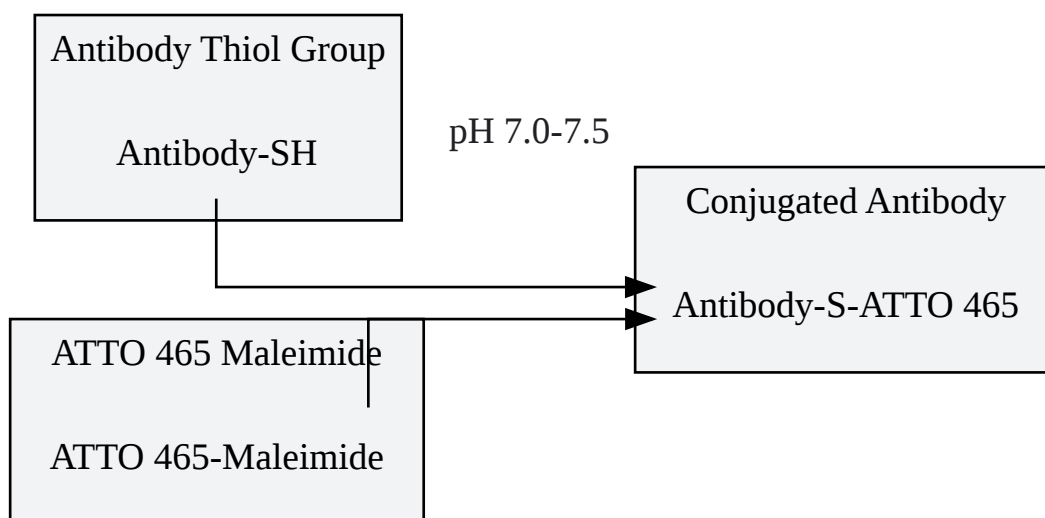 Antibody Thiol Group
Antibody-SH
pH 7.0-7.5
Conjugated Antibody
Antibody-S-ATTO 465
ATTO 465 Maleimide
ATTO 465-Maleimide